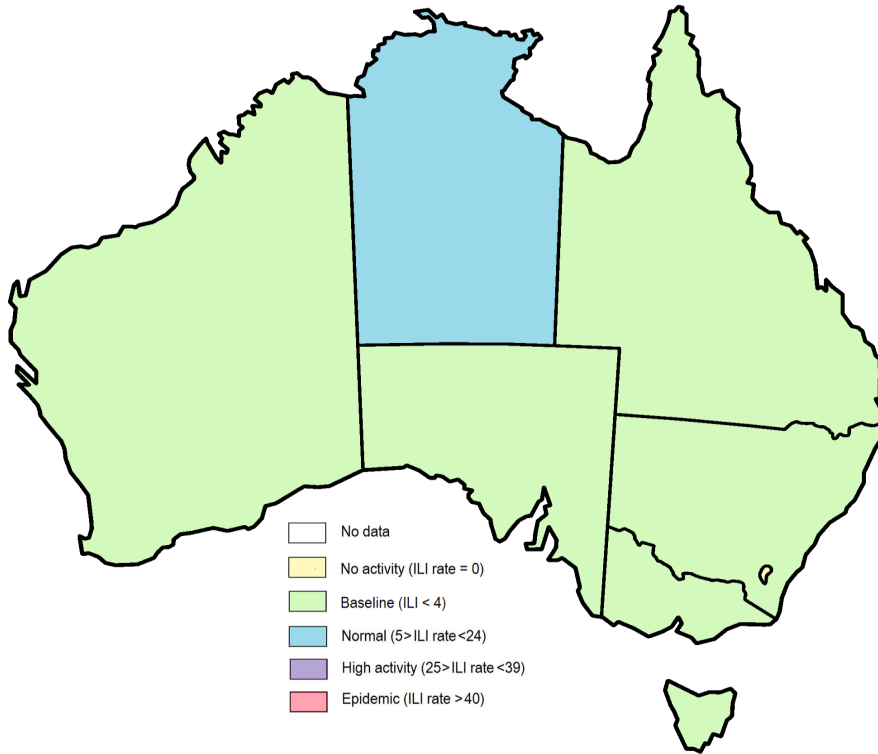 No data
No activity (ILI rate = 0)
Baseline (ILI < 4)
Normal (5> ILI rate <24)
High activity (25> ILI rate <39)
Epidemic (ILI rate >40)